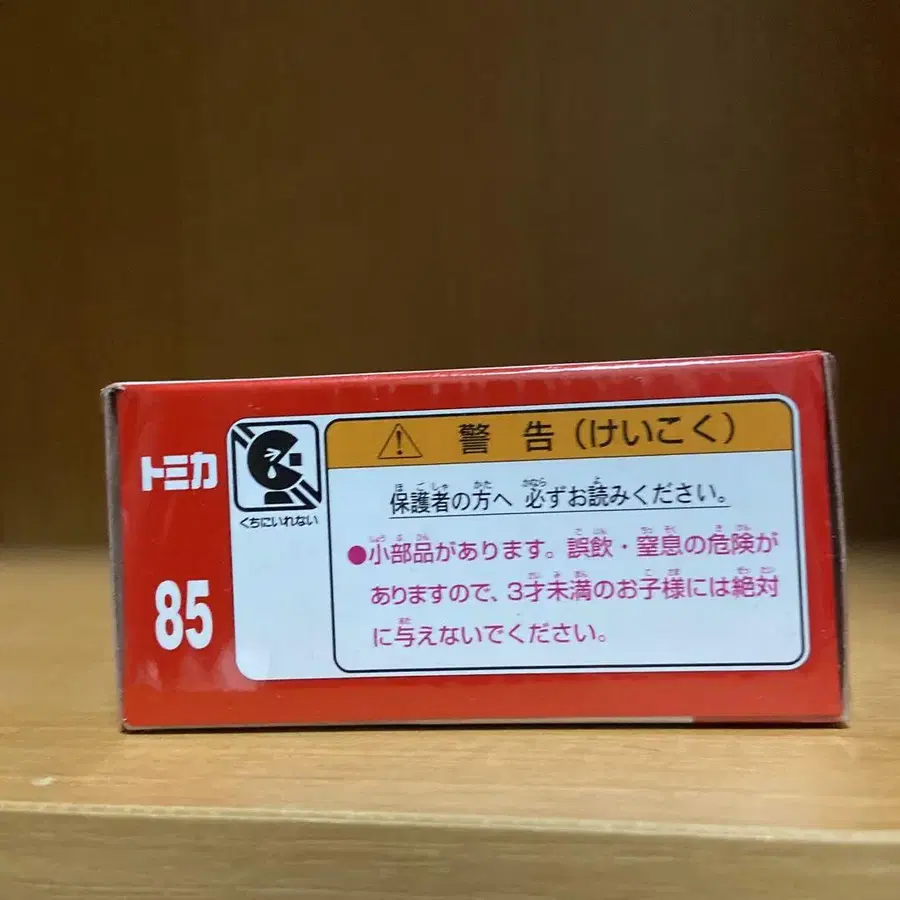 トミカ
85
くちにいれない
警告（けいこく）
保護者の方へ 必ずお読みください。
●小部品があります。誤飲・窒息の危険が
ありますので、3才未満のお子様には絶対
に与えないでください。